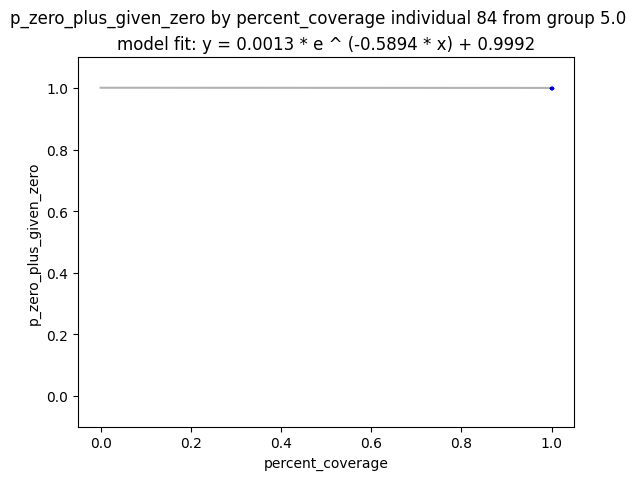 p_zero_plus_given_zero by percent_coverage individual 84 from group 5.0
model fit: y = 0.0013 * e ^ (-0.5894 * x) + 0.9992
1.0
0.8
0.6
0.4
0.2
0.0
p_zero_plus_given_zero
0.0 0.2 0.4 0.6 0.8 1.0
percent_coverage